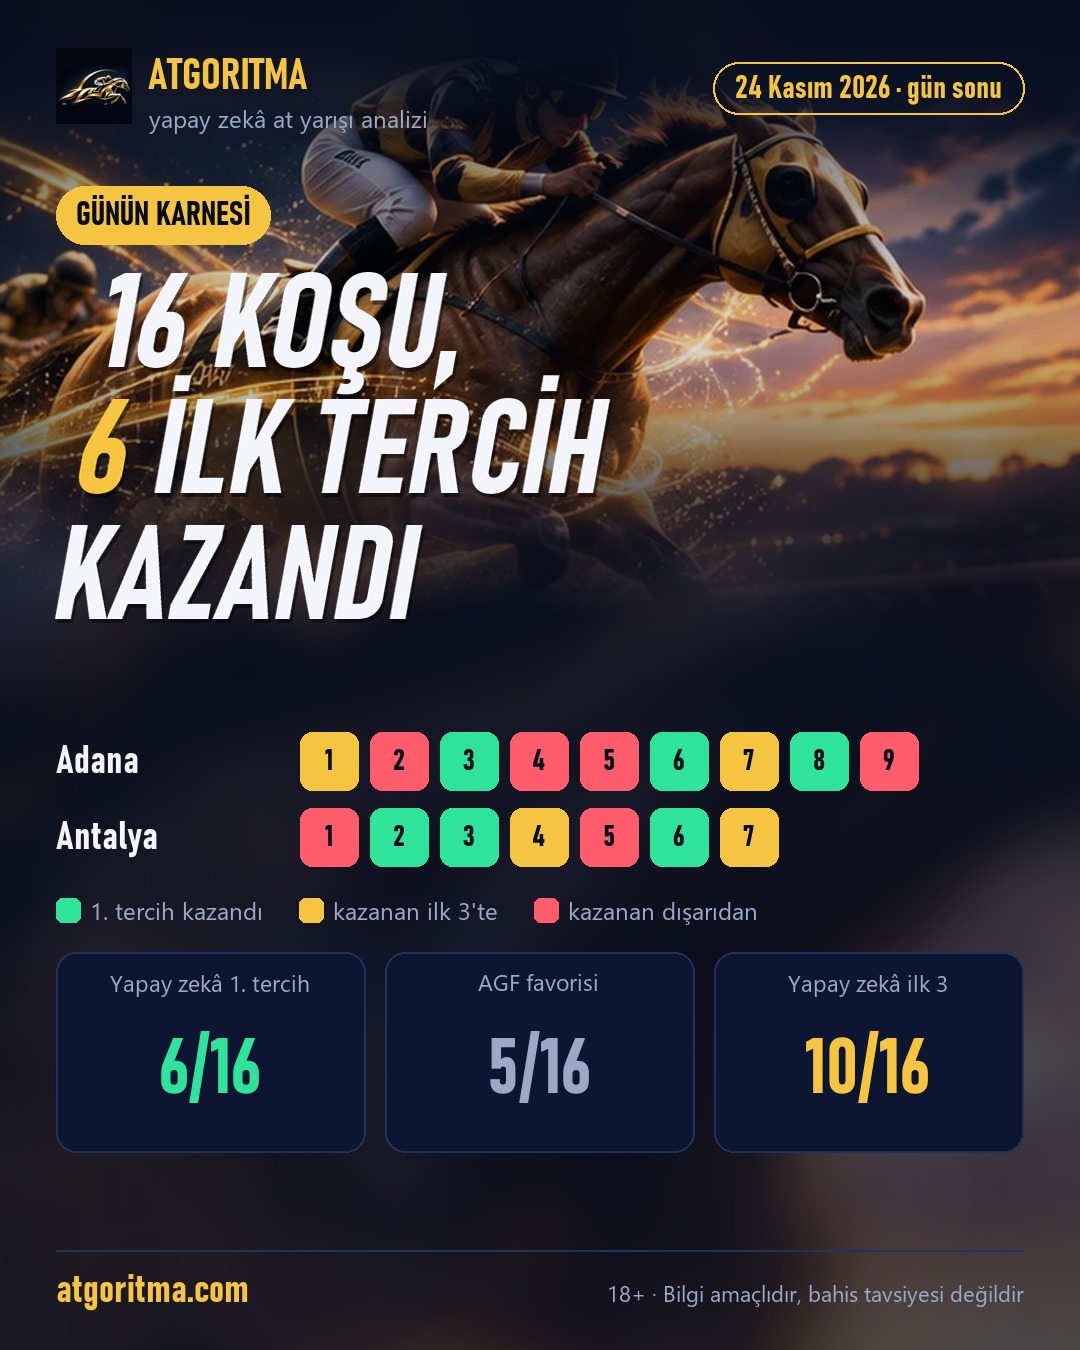 ATGORITMA
yapay zekâ at yarışı analizi
24 Kasım 2026 · gün sonu
GÜNÜN KARNESİ
16 KOŞU,
6 İLK TERCİH
KAZANDI
Adana 1 2 3 4 5 6 7 8 9
Antalya 1 2 3 4 5 6 7
1. tercih kazandı kazanan ilk 3'te kazanan dışarıdan
Yapay zekâ 1. tercih
6/16
AGF favorisi
5/16
Yapay zekâ ilk 3
10/16
atgoritma.com
18+ · Bilgi amaçlıdır, bahis tavsiyesi değildir